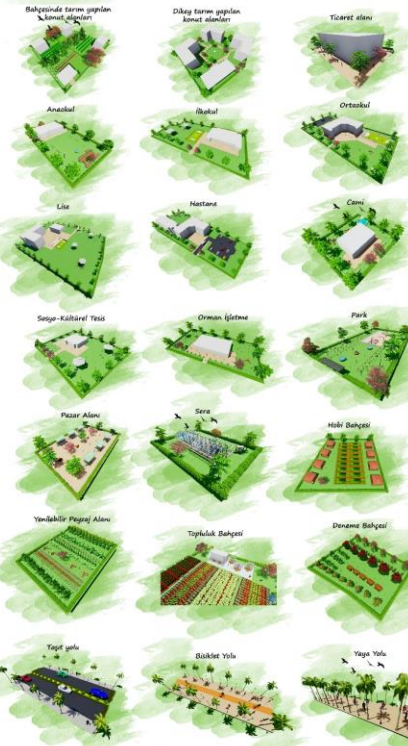 Bahçesinde tarım yapılan
konut alanları
Dikey tarım yapılan
konut alanları
Ticaret alanı
Anaokul
İlkokul
Ortaokul
Lise
Hastane
Cami
Sosyo-Kültürel Tesis
Orman İşletme
Park
Pazar Alanı
Sera
Hobi Bahçesi
Yenilebilir Peyzaj Alanı
Topluluk Bahçesi
Deneme Bahçesi
Taşıt yolu
Bisiklet Yolu
Yaya Yolu